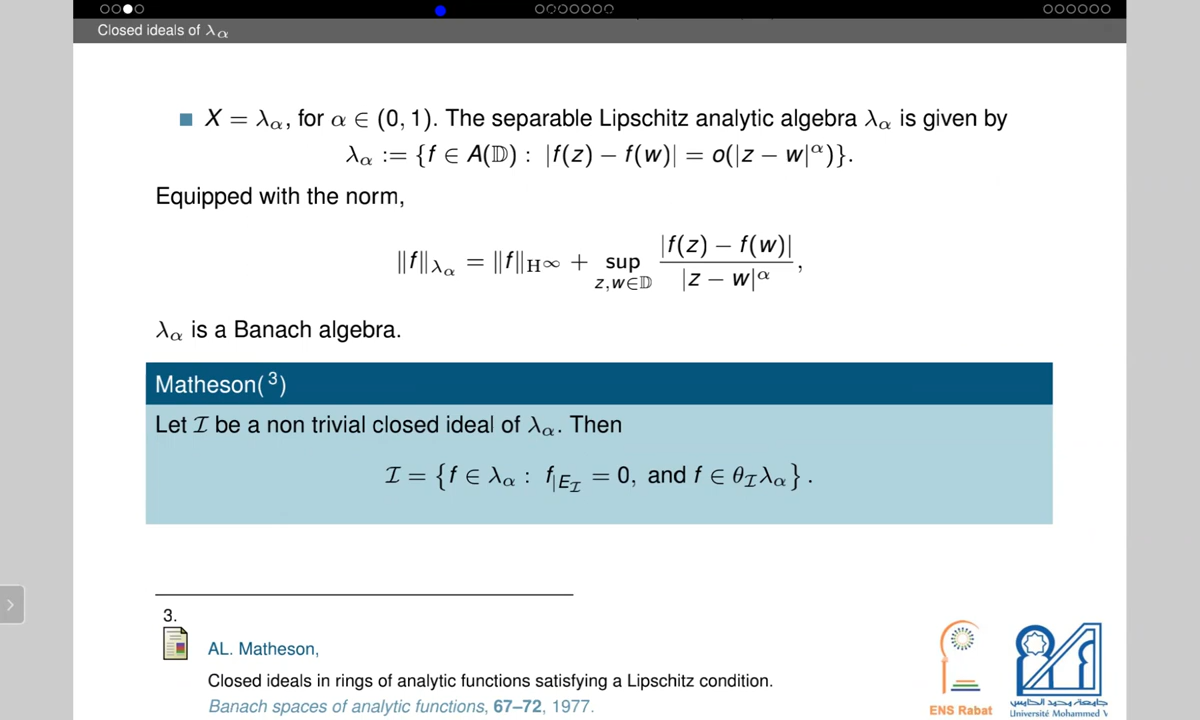 Closed ideals of λα
X = λα, for α ∈ (0, 1). The separable Lipschitz analytic algebra λα is given by
λα := {f ∈ A(𝔻) : |f(z) − f(w)| = o(|z − w|^α)}.
Equipped with the norm,
‖f‖λα = ‖f‖H∞ + sup z,w∈𝔻 |f(z) − f(w)| / |z − w|^α,
λα is a Banach algebra.
Matheson(³)
Let ℐ be a non trivial closed ideal of λα. Then
ℐ = {f ∈ λα : f|Eℐ = 0, and f ∈ θℐλα}.
3.
AL. Matheson,
Closed ideals in rings of analytic functions satisfying a Lipschitz condition.
Banach spaces of analytic functions, 67–72, 1977.
ENS Rabat
جامعة محمد الخامس
Université Mohammed V